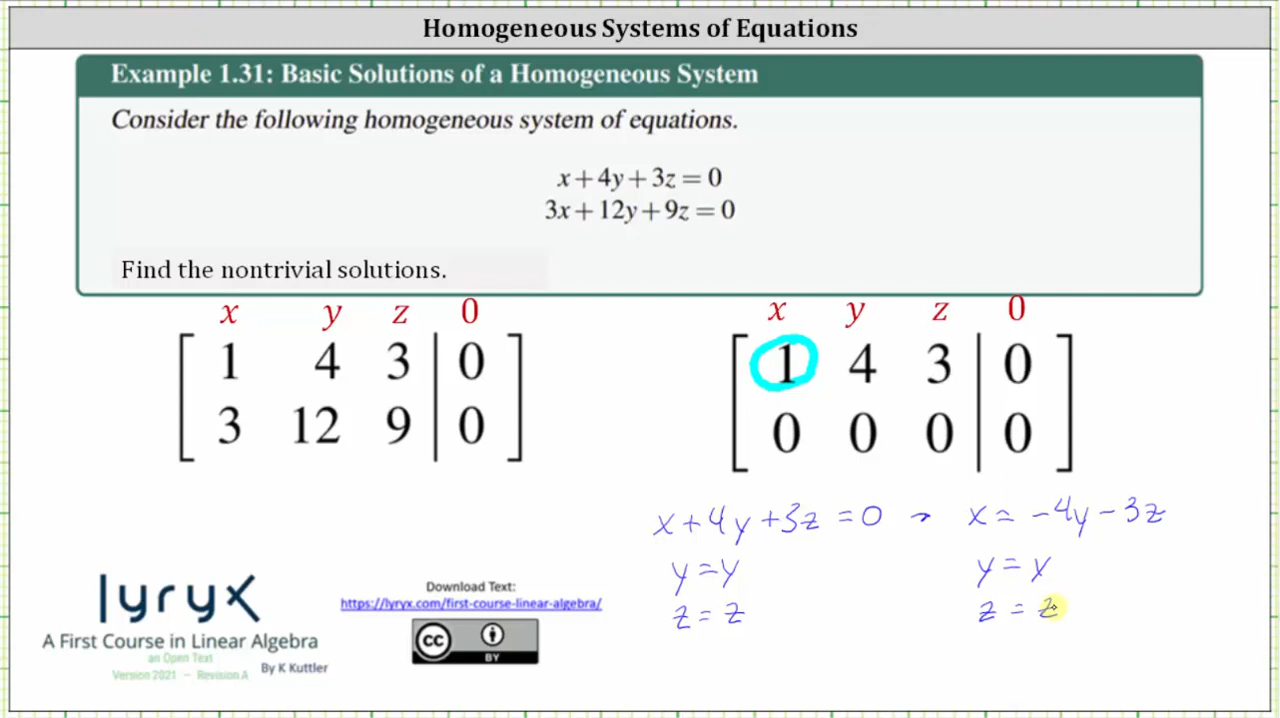 Homogeneous Systems of Equations
Example 1.31: Basic Solutions of a Homogeneous System
Consider the following homogeneous system of equations.
x + 4y + 3z = 0
3x + 12y + 9z = 0
Find the nontrivial solutions.
x y z 0
1 4 3 0
3 12 9 0
x y z 0
1 4 3 0
0 0 0 0
x + 4y + 3z = 0 → x = -4y - 3z
y = y y = y
z = z z = z
lyryx
A First Course in Linear Algebra
an Open Text
Version 2021 – Revision A
By K Kuttler
Download Text:
https://lyryx.com/first-course-linear-algebra/
cc
BY